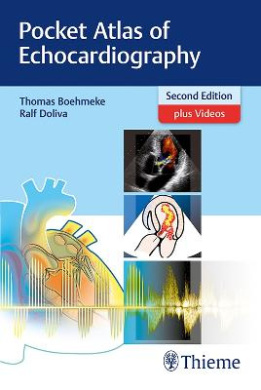 Pocket Atlas of
Echocardiography
Thomas Boehmeke
Ralf Doliva
Second Edition
plus Videos
Thieme